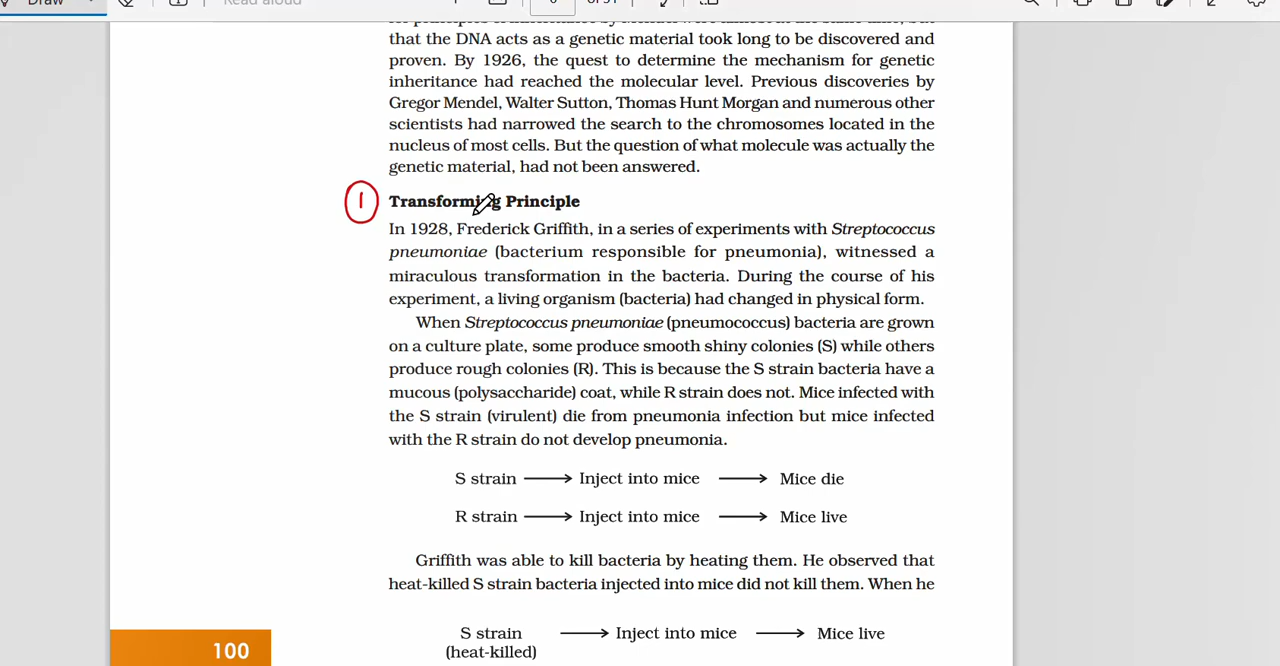 Draw
Read aloud
of 91
that the DNA acts as a genetic material took long to be discovered and
proven. By 1926, the quest to determine the mechanism for genetic
inheritance had reached the molecular level. Previous discoveries by
Gregor Mendel, Walter Sutton, Thomas Hunt Morgan and numerous other
scientists had narrowed the search to the chromosomes located in the
nucleus of most cells. But the question of what molecule was actually the
genetic material, had not been answered.
1 Transforming Principle
In 1928, Frederick Griffith, in a series of experiments with Streptococcus
pneumoniae (bacterium responsible for pneumonia), witnessed a
miraculous transformation in the bacteria. During the course of his
experiment, a living organism (bacteria) had changed in physical form.
When Streptococcus pneumoniae (pneumococcus) bacteria are grown
on a culture plate, some produce smooth shiny colonies (S) while others
produce rough colonies (R). This is because the S strain bacteria have a
mucous (polysaccharide) coat, while R strain does not. Mice infected with
the S strain (virulent) die from pneumonia infection but mice infected
with the R strain do not develop pneumonia.
S strain ⟶ Inject into mice ⟶ Mice die
R strain ⟶ Inject into mice ⟶ Mice live
Griffith was able to kill bacteria by heating them. He observed that
heat-killed S strain bacteria injected into mice did not kill them. When he
S strain ⟶ Inject into mice ⟶ Mice live
(heat-killed)
100